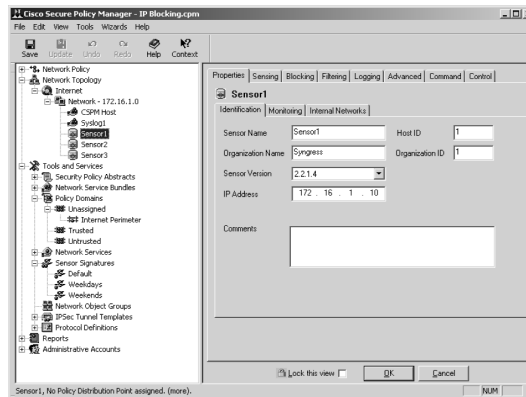 Cisco Secure Policy Manager - IP Blocking.cpm
File Edit View Tools Wizards Help
Save Update Undo Redo Help Context
Network Policy
Network Topology
Internet
Network - 172.16.1.0
CSPM Host
Syslog1
Sensor1
Sensor2
Sensor3
Tools and Services
Security Policy Abstracts
Network Service Bundles
Policy Domains
Unassigned
Internet Perimeter
Trusted
Untrusted
Network Services
Sensor Signatures
Default
Weekdays
Weekends
Network Object Groups
IPSec Tunnel Templates
Protocol Definitions
Reports
Administrative Accounts
Properties Sensing Blocking Filtering Logging Advanced Command Control
Sensor1
Identification Monitoring Internal Networks
Sensor Name Sensor1 Host ID 1
Organization Name Syngress Organization ID 1
Sensor Version 2.2.1.4
IP Address 172 . 16 . 1 . 10
Comments
Lock this view OK Cancel
Sensor1, No Policy Distribution Point assigned. (more). NUM